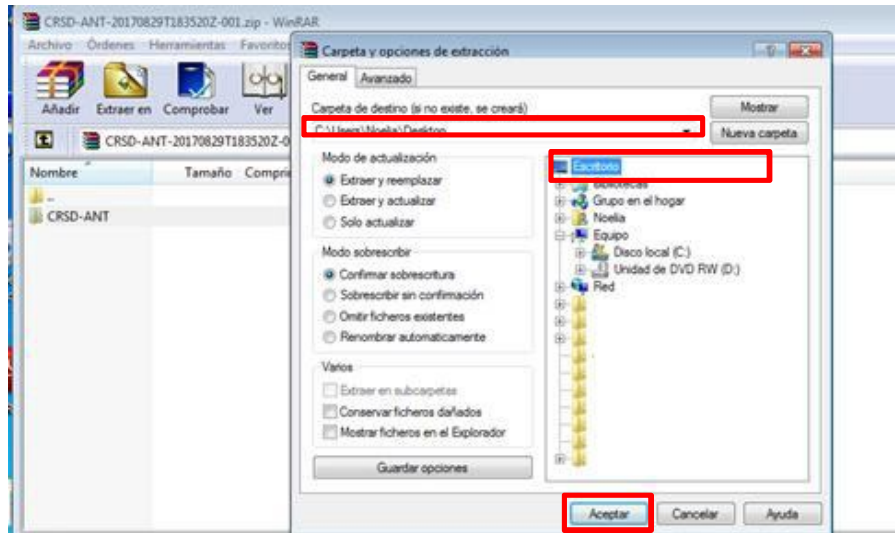 CRSD-ANT-20170829T183520Z-001.zip - WinRAR
Archivo Órdenes Herramientas Favoritos
Añadir Extraer en Comprobar Ver
CRSD-ANT-20170829T183520Z-0
Nombre Tamaño Compri
..
CRSD-ANT
Carpeta y opciones de extracción
General Avanzado
Carpeta de destino (si no existe, se creará)
Mostrar
C:\Users\Noelia\Desktop
Nueva carpeta
Modo de actualización
Extraer y reemplazar
Extraer y actualizar
Solo actualizar
Modo sobrescribir
Confirmar sobrescritura
Sobrescribir sin confirmación
Omitir ficheros existentes
Renombrar automaticamente
Varios
Extraer en subcarpetas
Conservar ficheros dañados
Mostrar ficheros en el Explorador
Guardar opciones
Escritorio
Bibliotecas
Grupo en el hogar
Noelia
Equipo
Disco local (C:)
Unidad de DVD RW (D:)
Red
Aceptar Cancelar Ayuda